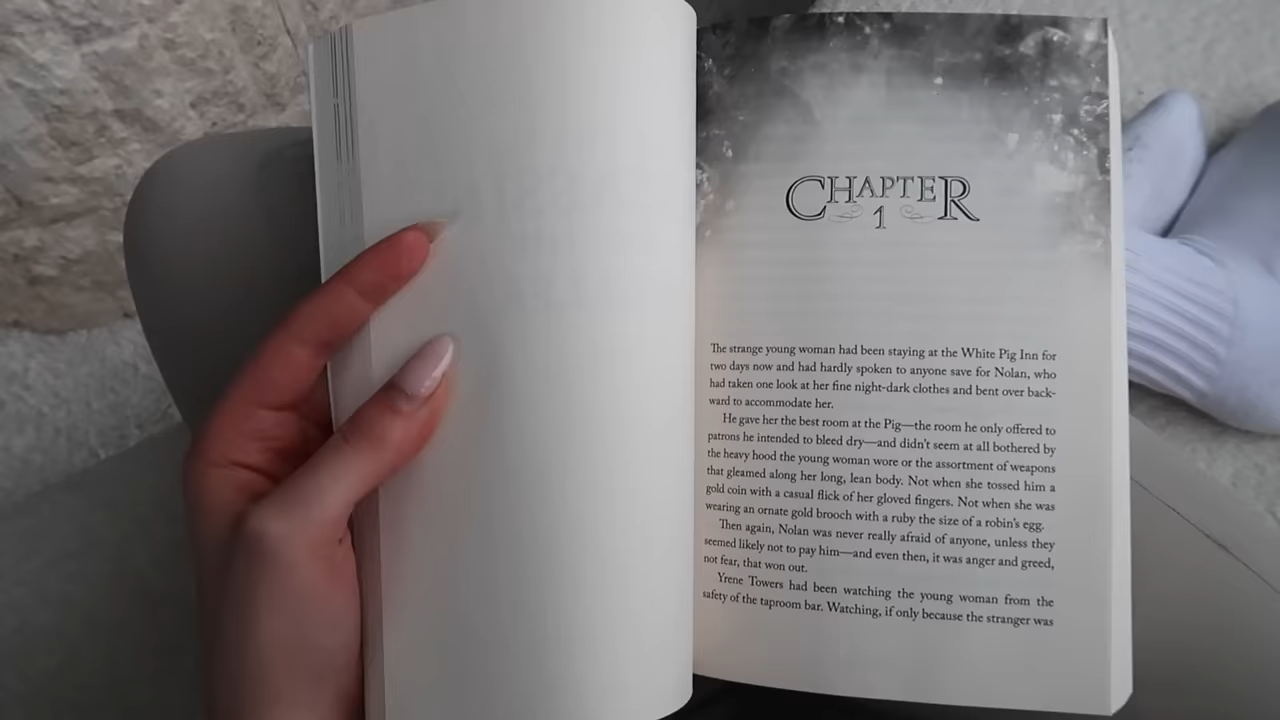 CHAPTER
1
The strange young woman had been staying at the White Pig Inn for
two days now and had hardly spoken to anyone save for Nolan, who
had taken one look at her fine night-dark clothes and bent over back-
ward to accommodate her.
He gave her the best room at the Pig—the room he only offered to
patrons he intended to bleed dry—and didn't seem at all bothered by
the heavy hood the young woman wore or the assortment of weapons
that gleamed along her long, lean body. Not when she tossed him a
gold coin with a casual flick of her gloved fingers. Not when she was
wearing an ornate gold brooch with a ruby the size of a robin's egg.
Then again, Nolan was never really afraid of anyone, unless they
seemed likely not to pay him—and even then, it was anger and greed,
not fear, that won out.
Yrene Towers had been watching the young woman from the
safety of the taproom bar. Watching, if only because the stranger was